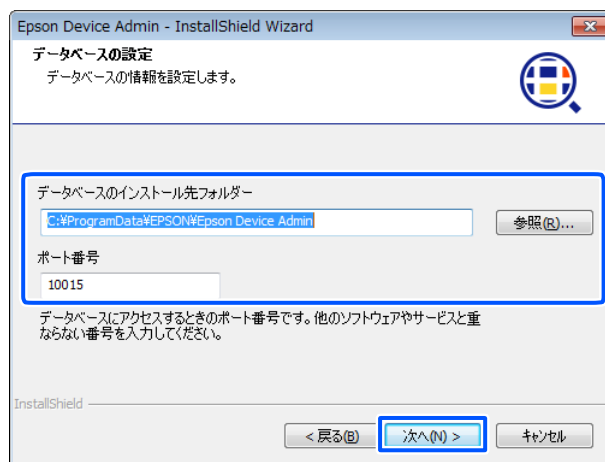 Epson Device Admin - InstallShield Wizard
データベースの設定
データベースの情報を設定します。
データベースのインストール先フォルダー
C:¥ProgramData¥EPSON¥Epson Device Admin
参照(R)...
ポート番号
10015
データベースにアクセスするときのポート番号です。他のソフトウェアやサービスと重
ならない番号を入力してください。
InstallShield
< 戻る(B)
次へ(N) >
キャンセル